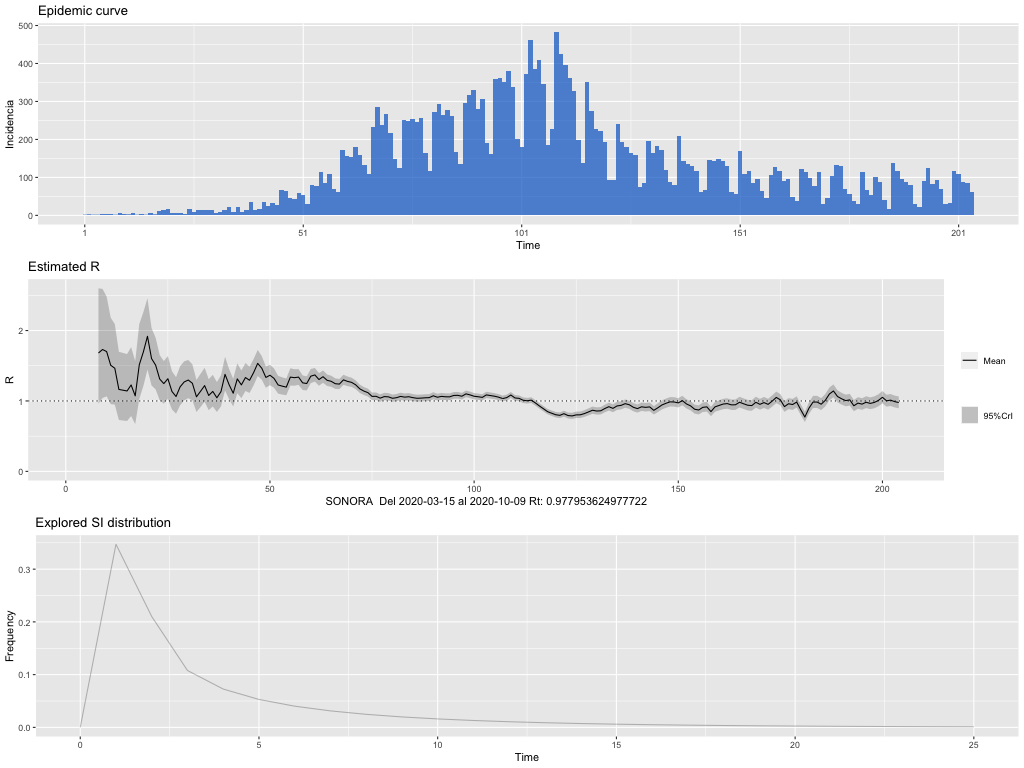 Epidemic curve
500
400
300
200
100
0
Incidencia
1
51
101
151
201
Time
Estimated R
2
1
0
R
0
50
100
150
200
SONORA  Del 2020-03-15 al 2020-10-09 Rt: 0.977953624977722
Mean
95%CrI
Explored SI distribution
0.3
0.2
0.1
0.0
Frequency
0
5
10
15
20
25
Time